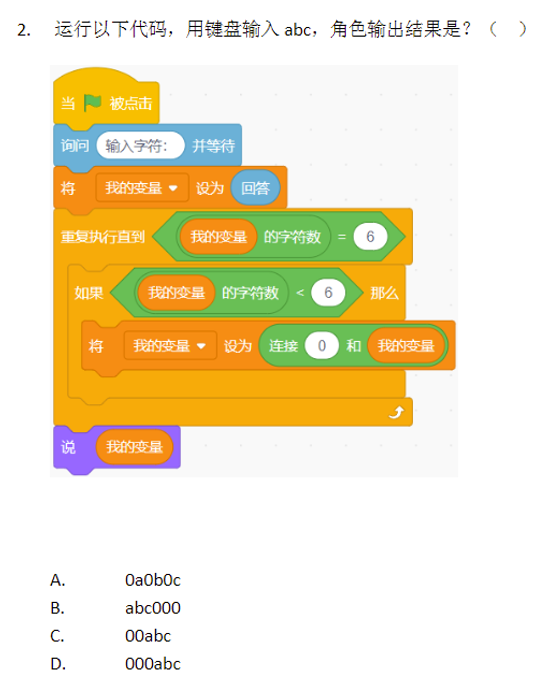 2. 运行以下代码，用键盘输入 abc，角色输出结果是？（ ）
当 被点击
询问 输入字符： 并等待
将 我的变量 设为 回答
重复执行直到 我的变量 的字符数 = 6
如果 我的变量 的字符数 < 6 那么
将 我的变量 设为 连接 0 和 我的变量
说 我的变量
A. 0a0b0c
B. abc000
C. 00abc
D. 000abc